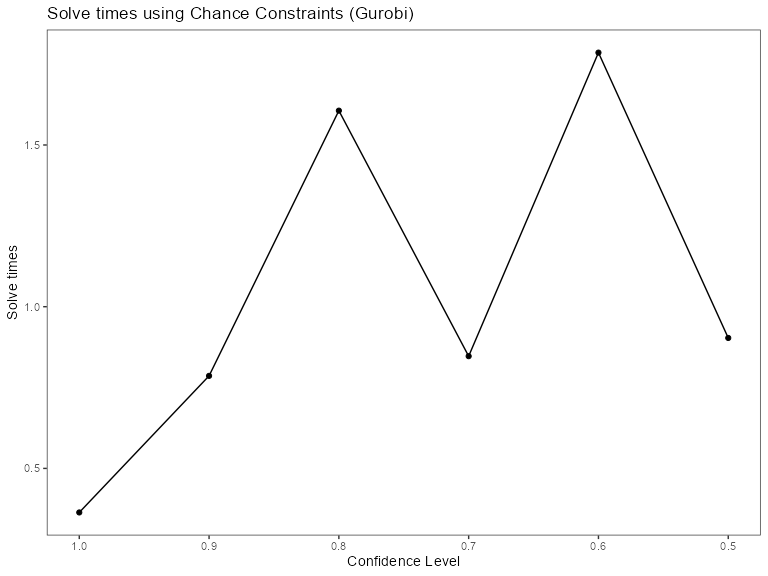 Solve times using Chance Constraints (Gurobi)
Solve times
1.5
1.0
0.5
1.0 0.9 0.8 0.7 0.6 0.5
Confidence Level